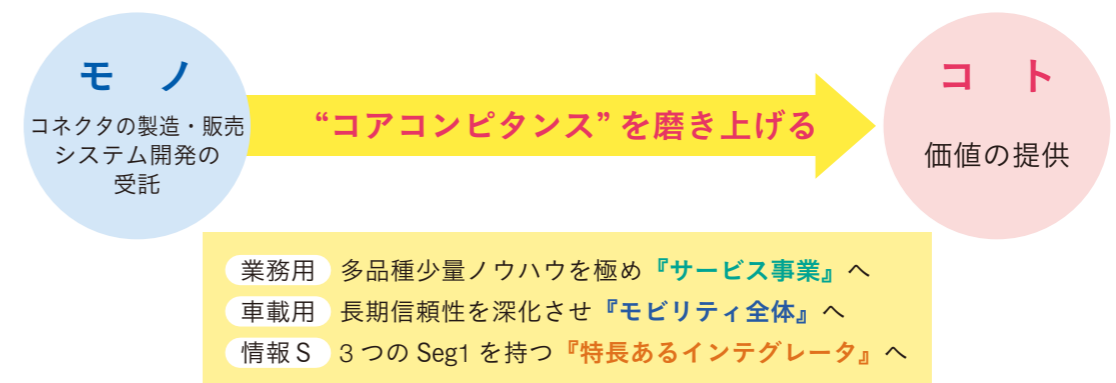 モ ノ
コネクタの製造・販売
システム開発の
受託
“コアコンピタンス”を磨き上げる
コ ト
価値の提供
業務用 多品種少量ノウハウを極め『サービス事業』へ
車載用 長期信頼性を深化させ『モビリティ全体』へ
情報S 3つのSeg1を持つ『特長あるインテグレータ』へ